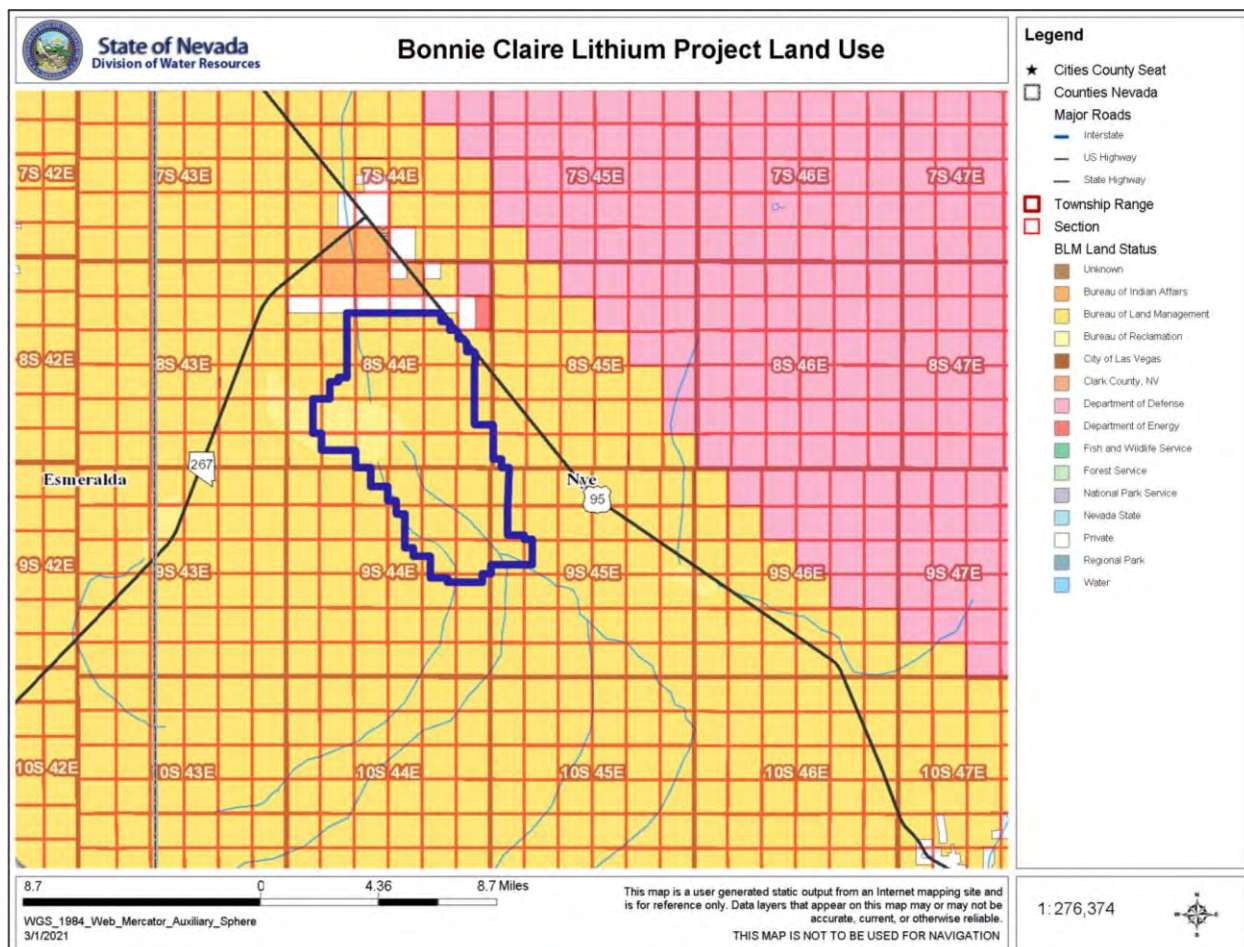 State of Nevada
Division of Water Resources
Bonnie Claire Lithium Project Land Use
7S 42E
7S 43E
7S 44E
7S 45E
7S 46E
7S 47E
8S 42E
8S 43E
8S 44E
8S 45E
8S 46E
8S 47E
267
Esmeralda
Nye
95
9S 42E
9S 43E
9S 44E
9S 45E
9S 46E
9S 47E
10S 42E
10S 43E
10S 44E
10S 45E
10S 46E
10S 47E
Legend
Cities County Seat
Counties Nevada
Major Roads
Interstate
US Highway
State Highway
Township Range
Section
BLM Land Status
Unknown
Bureau of Indian Affairs
Bureau of Land Management
Bureau of Reclamation
City of Las Vegas
Clark County, NV
Department of Defense
Department of Energy
Fish and Wildlife Service
Forest Service
National Park Service
Nevada State
Private
Regional Park
Water
8.7 0 4.36 8.7 Miles
WGS_1984_Web_Mercator_Auxiliary_Sphere
3/1/2021
This map is a user generated static output from an Internet mapping site and
is for reference only. Data layers that appear on this map may or may not be
accurate, current, or otherwise reliable.
THIS MAP IS NOT TO BE USED FOR NAVIGATION
1: 276,374